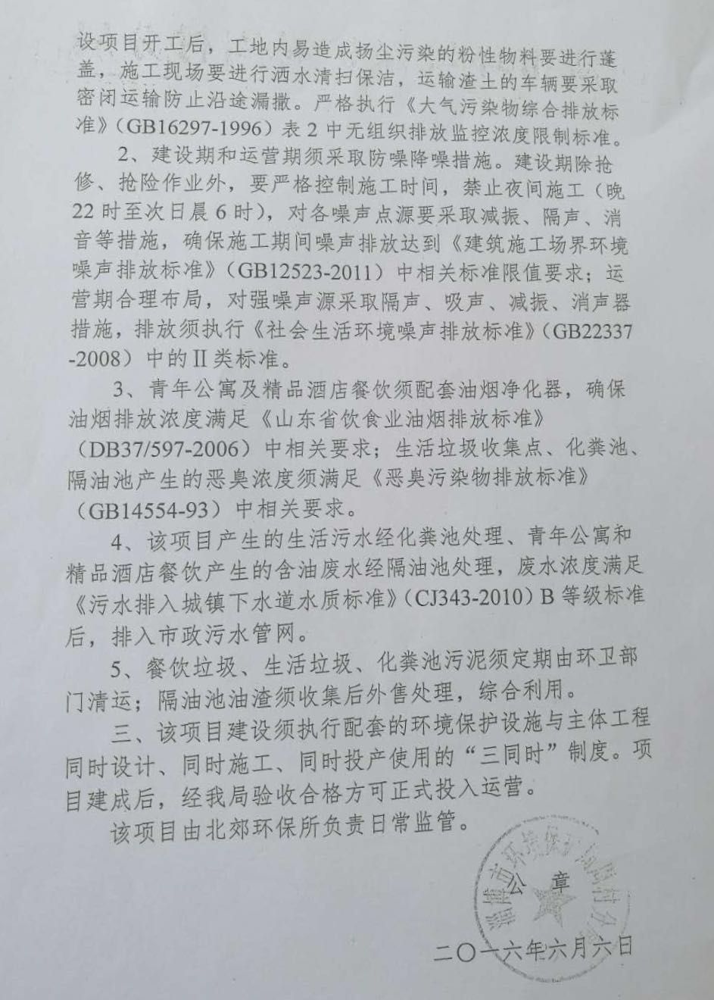 设项目开工后，工地内易造成扬尘污染的粉性物料要进行蓬
盖，施工现场要进行洒水清扫保洁，运输渣土的车辆要采取
密闭运输防止沿途漏撒。严格执行《大气污染物综合排放标
准》（GB16297-1996）表 2 中无组织排放监控浓度限制标准。
2、建设期和运营期须采取防噪降噪措施。建设期除抢
修、抢险作业外，要严格控制施工时间，禁止夜间施工（晚
22 时至次日晨 6 时），对各噪声点源要采取减振、隔声、消
音等措施，确保施工期间噪声排放达到《建筑施工场界环境
噪声排放标准》（GB12523-2011）中相关标准限值要求；运
营期合理布局，对强噪声源采取隔声、吸声、减振、消声器
措施，排放须执行《社会生活环境噪声排放标准》（GB22337
-2008）中的Ⅱ类标准。
3、青年公寓及精品酒店餐饮须配套油烟净化器，确保
油烟排放浓度满足《山东省饮食业油烟排放标准》
（DB37/597-2006）中相关要求；生活垃圾收集点、化粪池、
隔油池产生的恶臭浓度须满足《恶臭污染物排放标准》
（GB14554-93）中相关要求。
4、该项目产生的生活污水经化粪池处理、青年公寓和
精品酒店餐饮产生的含油废水经隔油池处理，废水浓度满足
《污水排入城镇下水道水质标准》（CJ343-2010）B 等级标准
后，排入市政污水管网。
5、餐饮垃圾、生活垃圾、化粪池污泥须定期由环卫部
门清运；隔油池油渣须收集后外售处理，综合利用。
三、该项目建设须执行配套的环境保护设施与主体工程
同时设计、同时施工、同时投产使用的“三同时”制度。项
目建成后，经我局验收合格方可正式投入运营。
该项目由北郊环保所负责日常监管。
淄博市环境保护局周村分局
公 章
二〇一六年六月六日